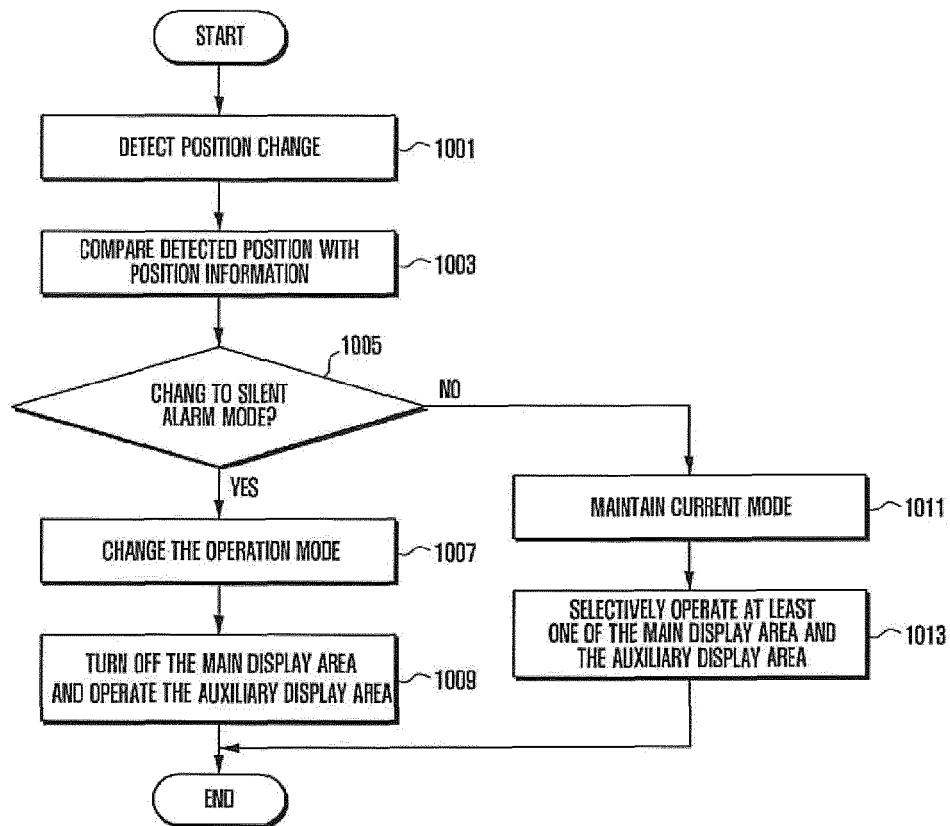 START
DETECT POSITION CHANGE
1001
COMPARE DETECTED POSITION WITH
POSITION INFORMATION
1003
1005
CHANG TO SILENT
ALARM MODE?
NO
YES
MAINTAIN CURRENT MODE
1011
CHANGE THE OPERATION MODE
1007
SELECTIVELY OPERATE AT LEAST
ONE OF THE MAIN DISPLAY AREA AND
THE AUXILIARY DISPLAY AREA
1013
TURN OFF THE MAIN DISPLAY AREA
AND OPERATE THE AUXILIARY DISPLAY AREA
1009
END